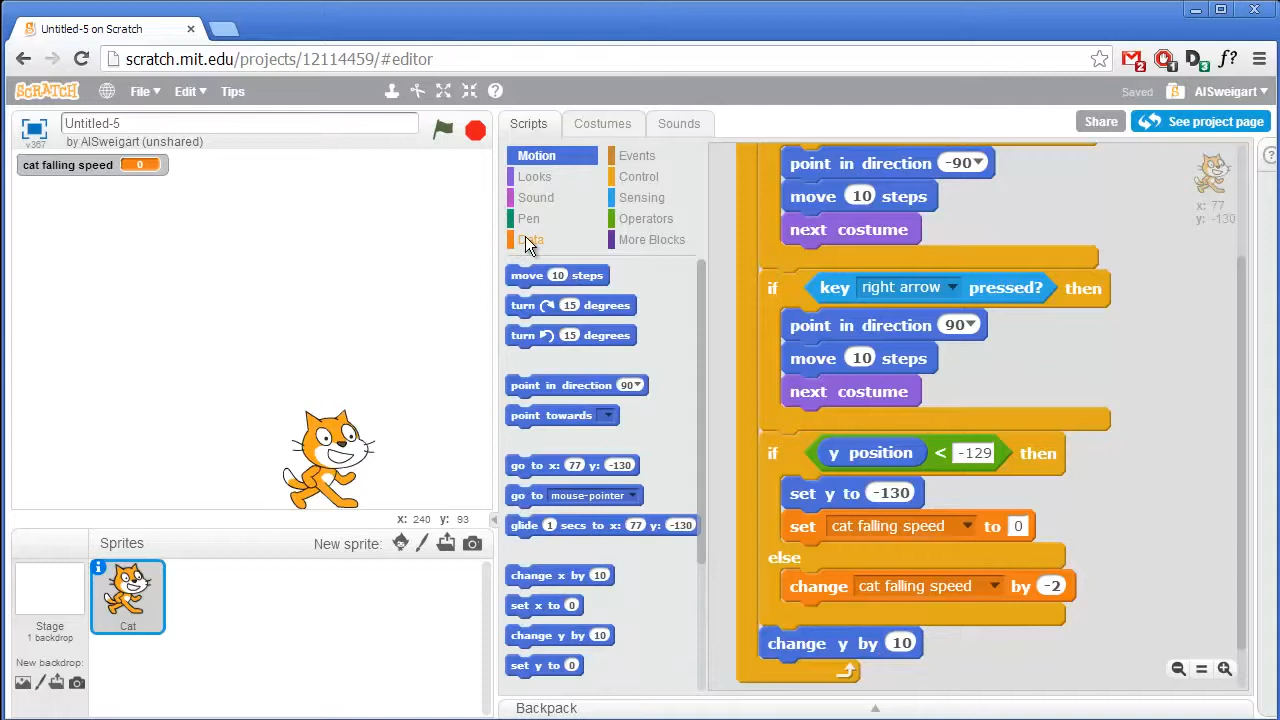 Untitled-5 on Scratch
scratch.mit.edu/projects/12114459/#editor
2 1 D 3 f?
SCRATCH File Edit Tips Saved AlSweigart
Untitled-5
v367 by AlSweigart (unshared)
Scripts Costumes Sounds Share See project page
cat falling speed 0
Motion Events
Looks Control
Sound Sensing
Pen Operators
Data More Blocks
move 10 steps
turn 15 degrees
turn 15 degrees
point in direction 90
point towards
go to x: 77 y: -130
go to mouse-pointer
glide 1 secs to x: 77 y: -130
change x by 10
set x to 0
change y by 10
set y to 0
point in direction -90
move 10 steps
next costume
if key right arrow pressed? then
point in direction 90
move 10 steps
next costume
if y position < -129 then
set y to -130
set cat falling speed to 0
else
change cat falling speed by -2
change y by 10
x: 77
y: -130
x: 240 y: 93
Sprites New sprite:
Stage
1 backdrop
New backdrop:
Cat
Backpack